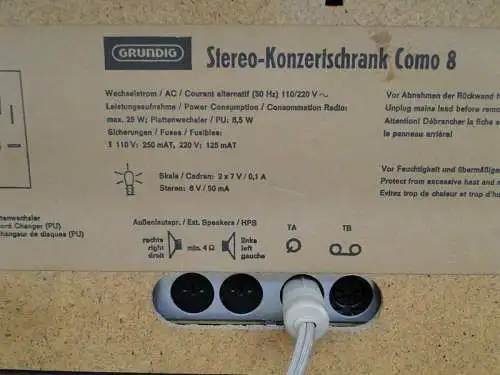 GRUNDIG
Stereo-Konzertschrank Como 8
Wechselstrom / AC / Courant alternatif (50 Hz) 110/220 V ~
Leistungsaufnahme / Power Consumption / Consommation Radio:
max. 25 W; Plattenwechsler / PU: 6,5 W
Sicherungen / Fuses / Fusibles:
110 V: 250 mAT, 220 V: 125 mAT
Skala / Cadran: 2 x 7 V / 0,1 A
Stereo: 6 V / 50 mA
Vor Abnahmen der Rückwand
Unplug mains lead before
Attention! Débrancher la fiche
le panneau arrière!
Vor Feuchtigkeit und übermäßige
Protect from excessive heat and
Evitez trop de chaleur et trop d'hu
ttenwechsler
ord Changer (PU)
hangeur de disques (PU)
Außenlautspr. / Ext. Speakers / HPS
rechts
right
droit
min. 4 Ω
links
left
gauche
TA
TB